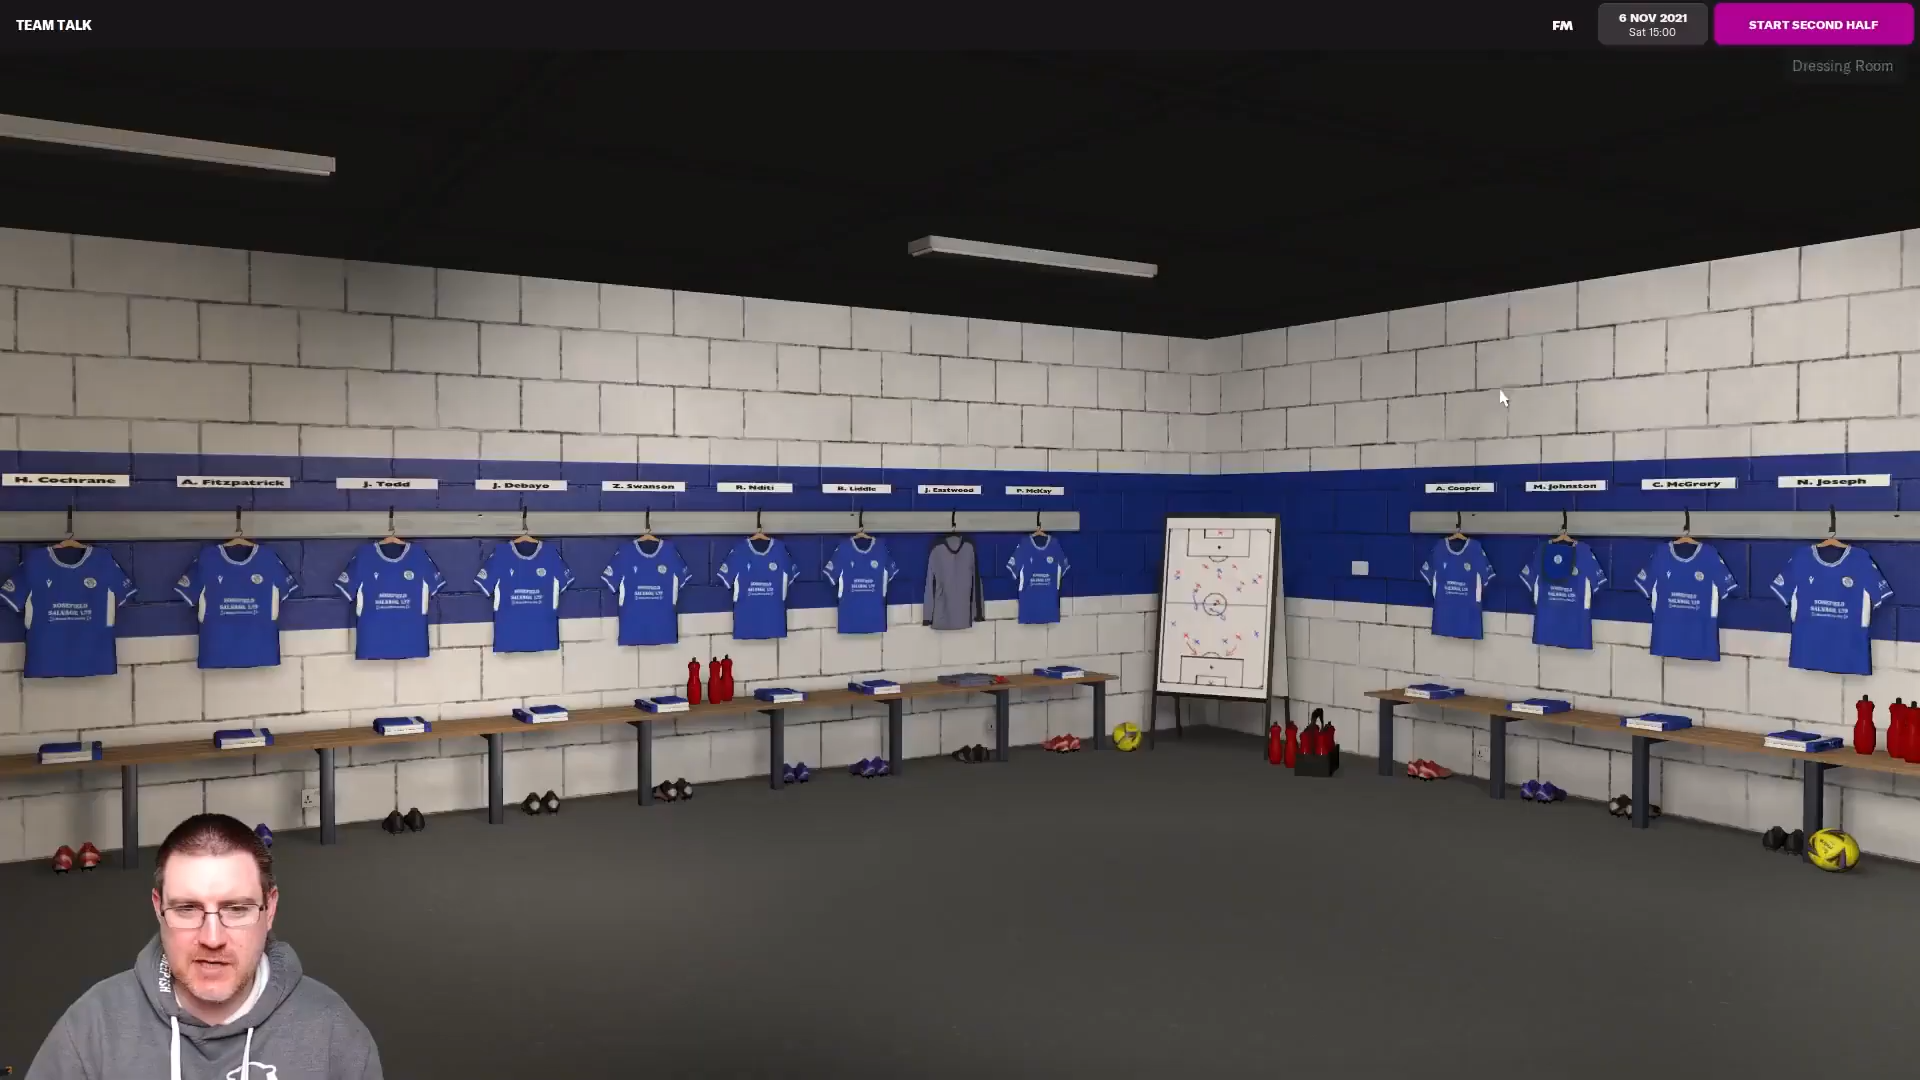 TEAM TALK
FM
6 NOV 2021
Sat 15:00
START SECOND HALF
Dressing Room
H. Cochrane
A. Fitzpatrick
J. Todd
J. Debayo
Z. Swanson
R. Nditi
B. Liddle
J. Eastwood
P. McKay
A. Cooper
M. Johnston
C. McGrory
N. Joseph